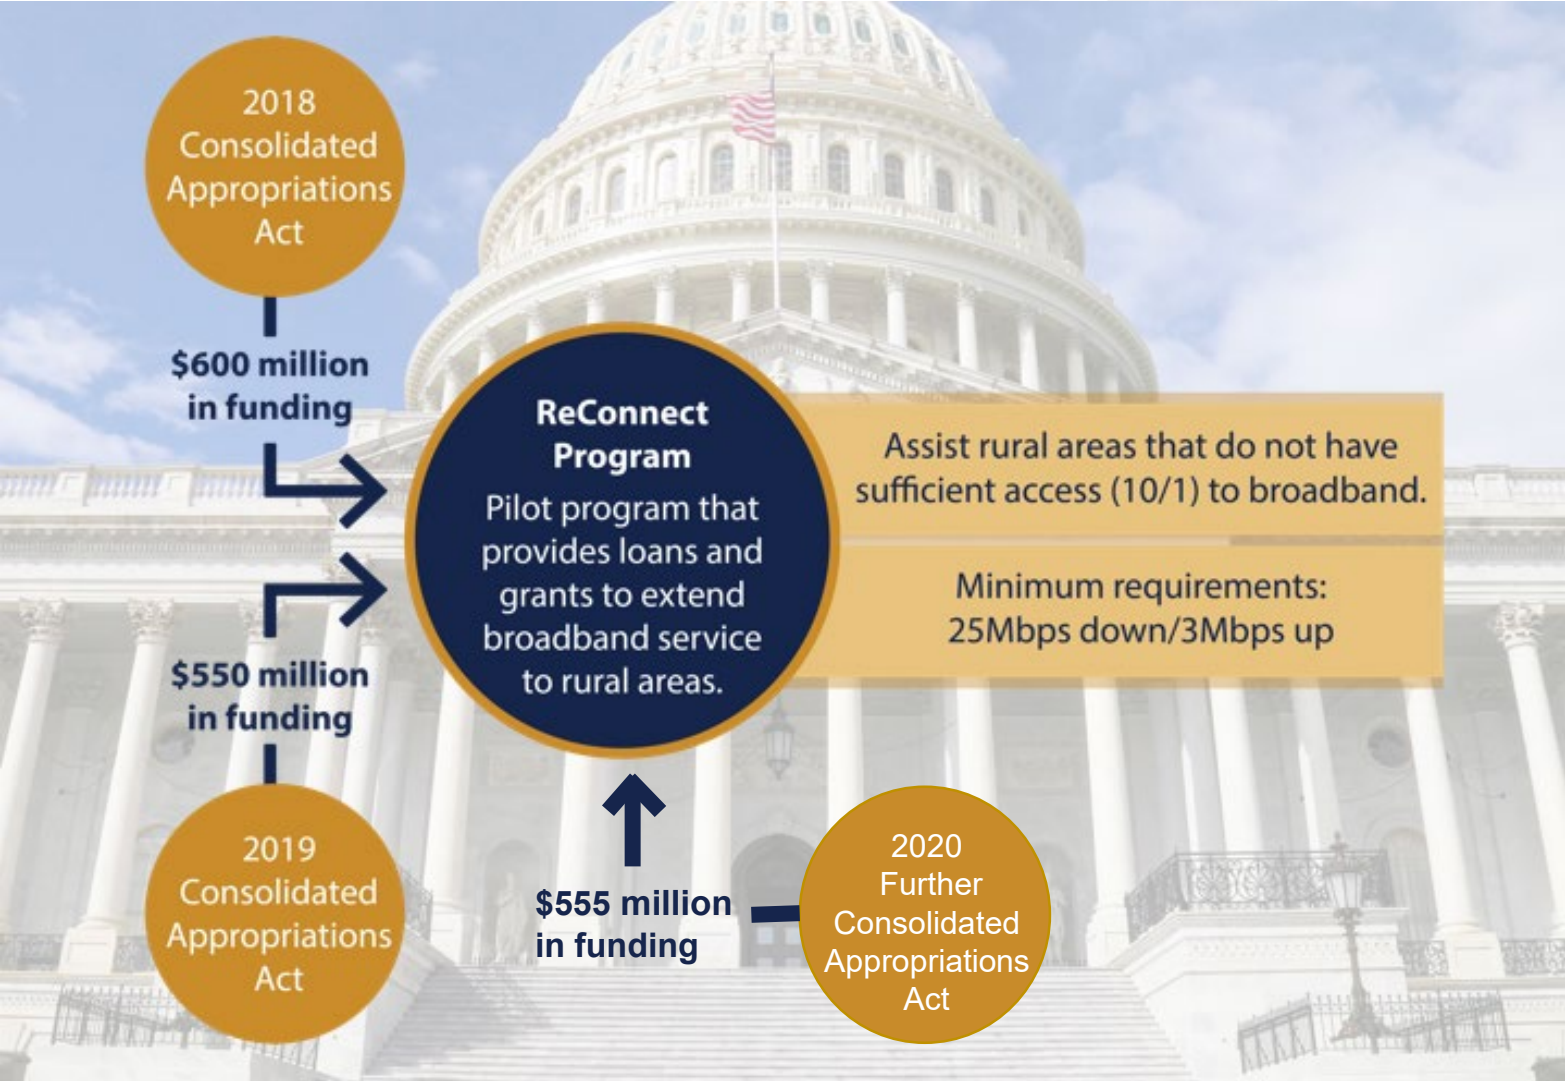 2018
Consolidated
Appropriations
Act
$600 million
in funding
ReConnect
Program
Pilot program that
provides loans and
grants to extend
broadband service
to rural areas.
Assist rural areas that do not have
sufficient access (10/1) to broadband.
Minimum requirements:
25Mbps down/3Mbps up
$550 million
in funding
2019
Consolidated
Appropriations
Act
$555 million
in funding
2020
Further
Consolidated
Appropriations
Act